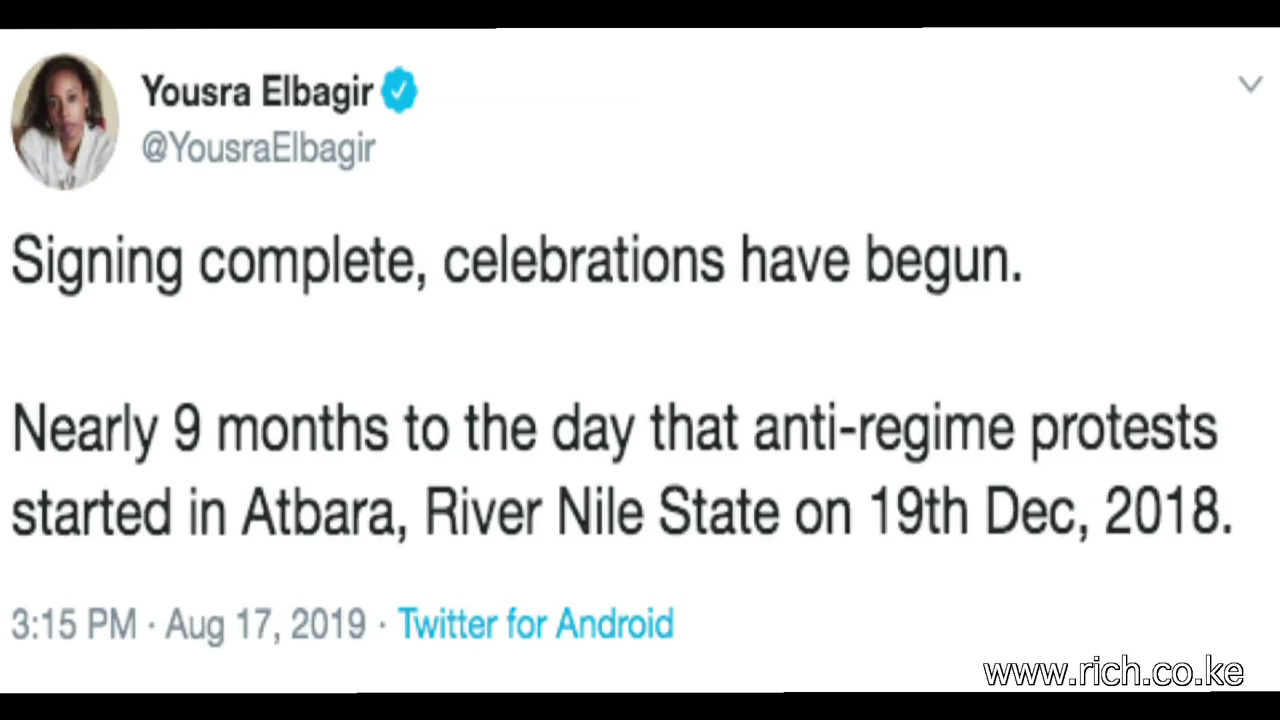 Yousra Elbagir
@YousraElbagir
Signing complete, celebrations have begun.
Nearly 9 months to the day that anti-regime protests
started in Atbara, River Nile State on 19th Dec, 2018.
3:15 PM · Aug 17, 2019 · Twitter for Android
www.rich.co.ke